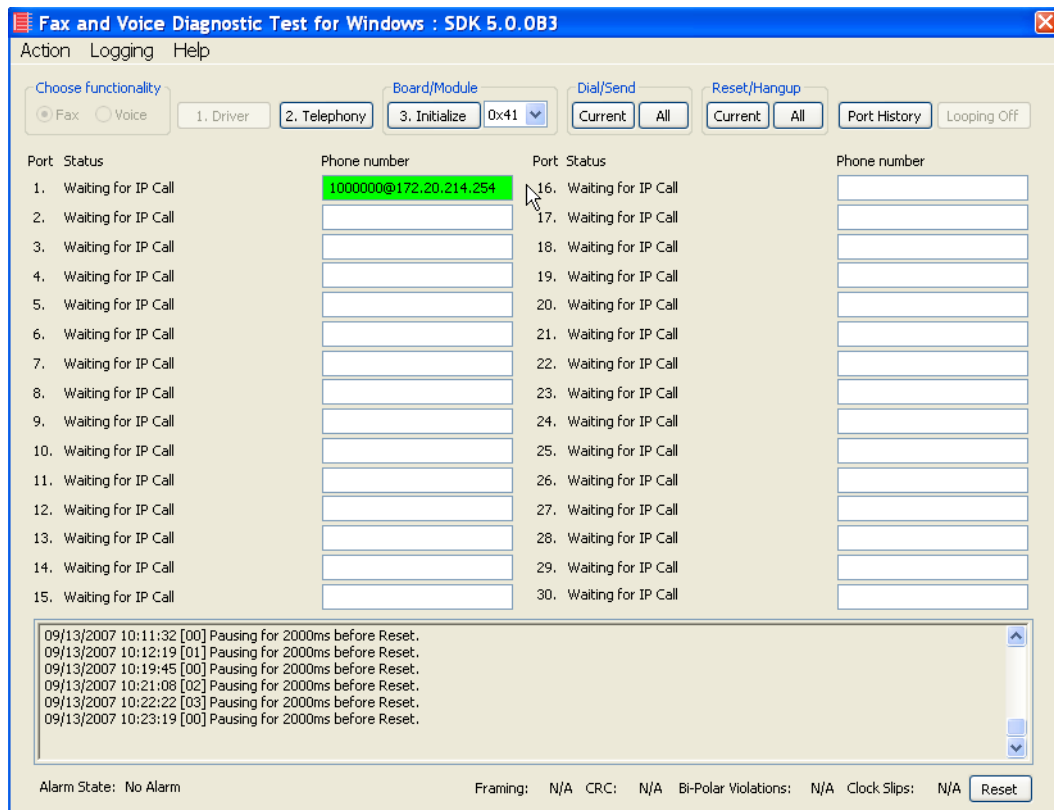 Fax and Voice Diagnostic Test for Windows : SDK 5.0.0B3
Action Logging Help
Choose functionality Board/Module Dial/Send Reset/Hangup
Fax Voice 1. Driver 2. Telephony 3. Initialize 0x41 Current All Current All Port History Looping Off
Port Status Phone number Port Status Phone number
1. Waiting for IP Call 1000000@172.20.214.254 16. Waiting for IP Call
2. Waiting for IP Call 17. Waiting for IP Call
3. Waiting for IP Call 18. Waiting for IP Call
4. Waiting for IP Call 19. Waiting for IP Call
5. Waiting for IP Call 20. Waiting for IP Call
6. Waiting for IP Call 21. Waiting for IP Call
7. Waiting for IP Call 22. Waiting for IP Call
8. Waiting for IP Call 23. Waiting for IP Call
9. Waiting for IP Call 24. Waiting for IP Call
10. Waiting for IP Call 25. Waiting for IP Call
11. Waiting for IP Call 26. Waiting for IP Call
12. Waiting for IP Call 27. Waiting for IP Call
13. Waiting for IP Call 28. Waiting for IP Call
14. Waiting for IP Call 29. Waiting for IP Call
15. Waiting for IP Call 30. Waiting for IP Call
09/13/2007 10:11:32 [00] Pausing for 2000ms before Reset.
09/13/2007 10:12:19 [01] Pausing for 2000ms before Reset.
09/13/2007 10:19:45 [00] Pausing for 2000ms before Reset.
09/13/2007 10:21:08 [02] Pausing for 2000ms before Reset.
09/13/2007 10:22:22 [03] Pausing for 2000ms before Reset.
09/13/2007 10:23:19 [00] Pausing for 2000ms before Reset.
Alarm State: No Alarm Framing: N/A CRC: N/A Bi-Polar Violations: N/A Clock Slips: N/A Reset